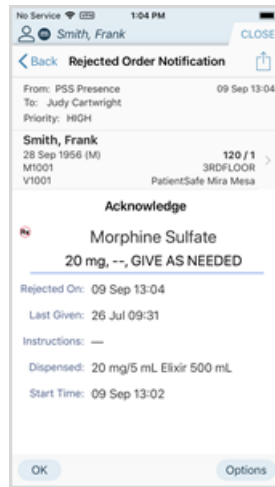 No Service 1:04 PM
Smith, Frank CLOSE
Back Rejected Order Notification
From: PSS Presence 09 Sep 13:04
To: Judy Cartwright
Priority: HIGH
Smith, Frank
28 Sep 1956 (M) 120 / 1
M1001 3RDFLOOR
V1001 PatientSafe Mira Mesa
Acknowledge
Rx
Morphine Sulfate
20 mg, --, GIVE AS NEEDED
Rejected On: 09 Sep 13:04
Last Given: 26 Jul 09:31
Instructions: —
Dispensed: 20 mg/5 mL Elixir 500 mL
Start Time: 09 Sep 13:02
OK Options